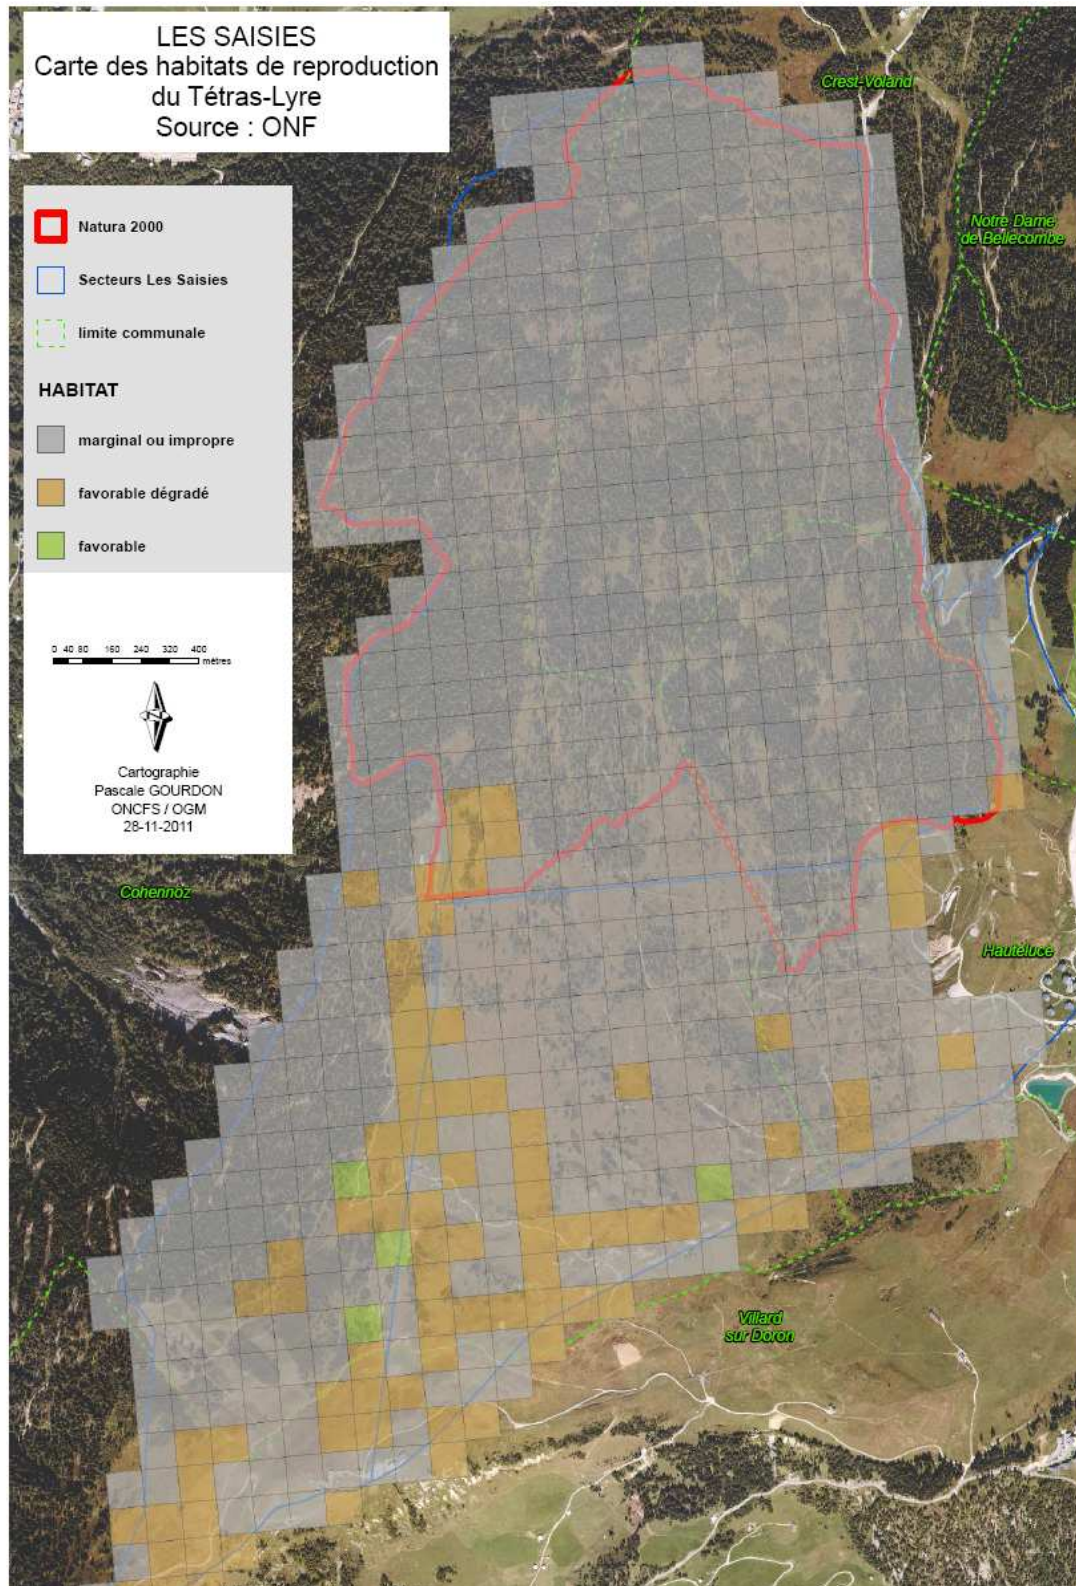 LES SAISIES
Carte des habitats de reproduction
du Tétras-Lyre
Source : ONF
Crest-Voland
Notre Dame
de Bellecombe
Natura 2000
Secteurs Les Saisies
limite communale
HABITAT
marginal ou impropre
favorable dégradé
favorable
0 40 80 160 240 320 400
mètres
N
Cartographie
Pascale GOURDON
ONCFS / OGM
28-11-2011
Cohennoz
Hauteluce
Villard
sur Doron